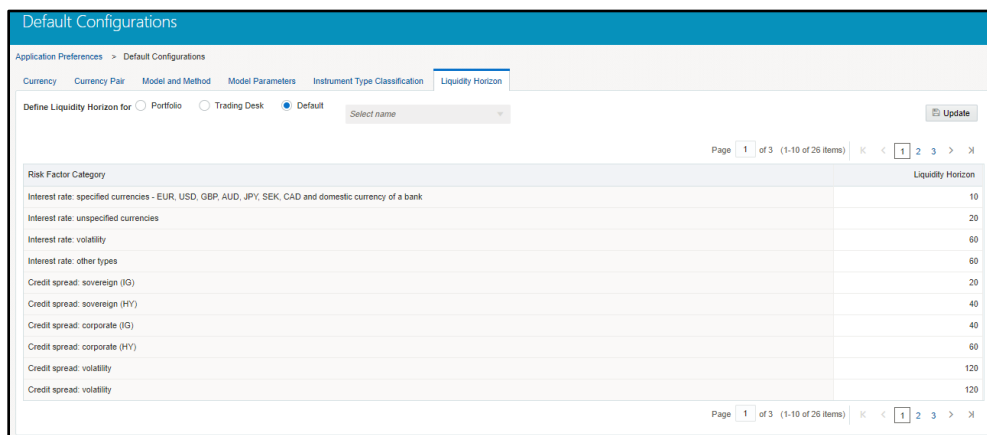 Default Configurations
Application Preferences > Default Configurations
Currency Currency Pair Model and Method Model Parameters Instrument Type Classification Liquidity Horizon
Define Liquidity Horizon for Portfolio Trading Desk Default Select name
Update
Page 1 of 3 (1-10 of 26 items) 1 2 3
Risk Factor Category Liquidity Horizon
Interest rate: specified currencies - EUR, USD, GBP, AUD, JPY, SEK, CAD and domestic currency of a bank 10
Interest rate: unspecified currencies 20
Interest rate: volatility 60
Interest rate: other types 60
Credit spread: sovereign (IG) 20
Credit spread: sovereign (HY) 40
Credit spread: corporate (IG) 40
Credit spread: corporate (HY) 60
Credit spread: volatility 120
Credit spread: volatility 120
Page 1 of 3 (1-10 of 26 items) 1 2 3